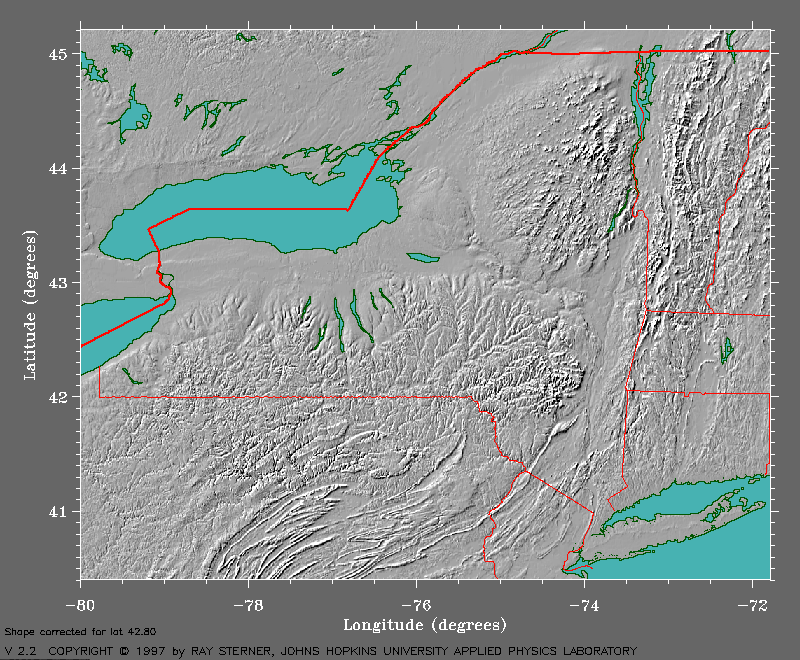 45
44
43
42
41
Latitude (degrees)
−80
−78
−76
−74
−72
Longitude (degrees)
Shape corrected for lat 42.80
V 2.2 COPYRIGHT © 1997 by RAY STERNER, JOHNS HOPKINS UNIVERSITY APPLIED PHYSICS LABORATORY